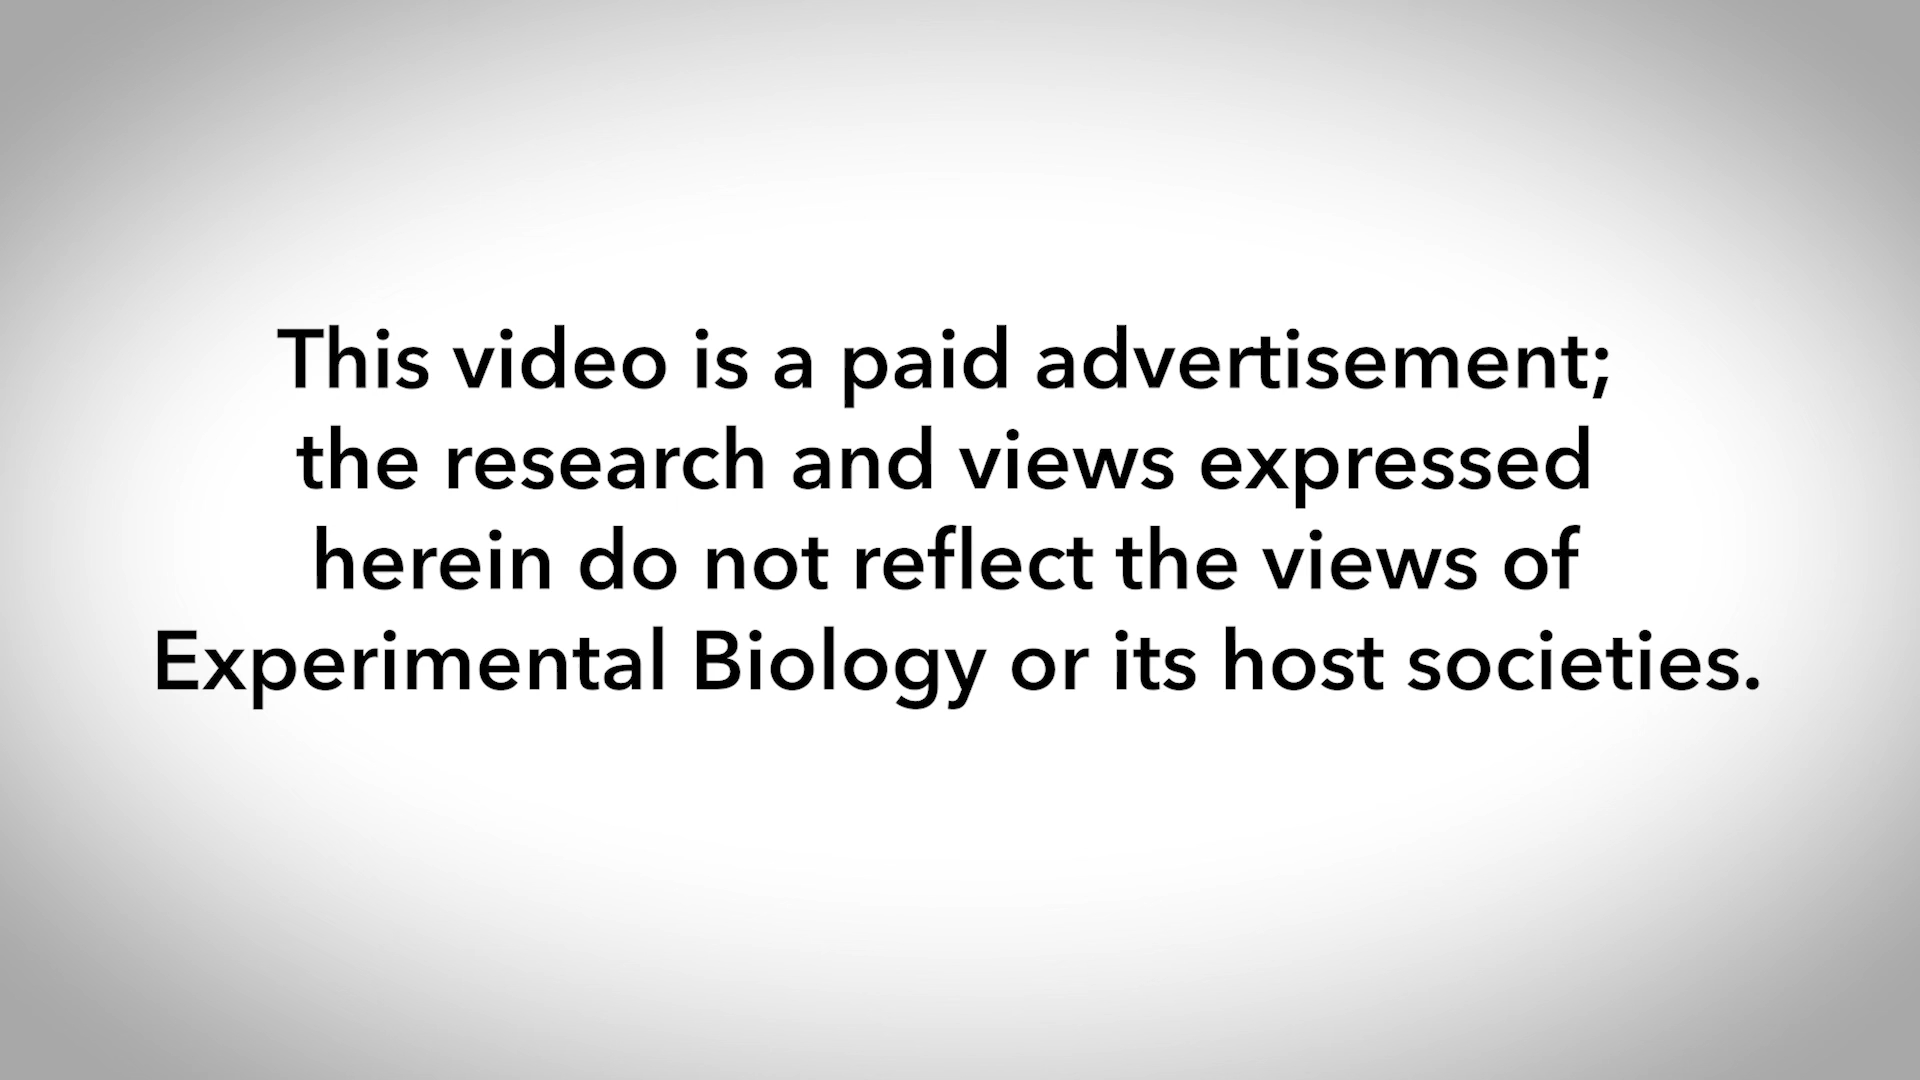 This video is a paid advertisement;
the research and views expressed
herein do not reflect the views of
Experimental Biology or its host societies.